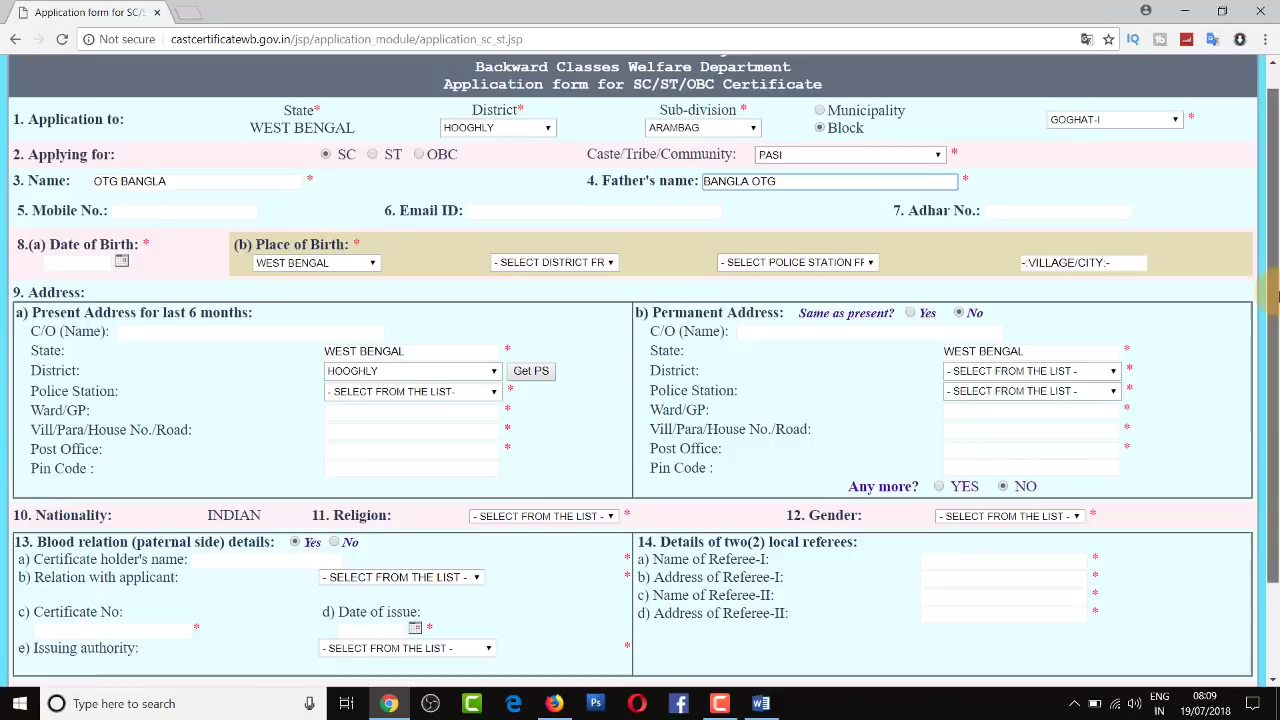 Application form for SC/S
Not secure castcertificatewb.gov.in/jsp/application_module/application_sc_st.jsp
Backward Classes Welfare Department
Application form for SC/ST/OBC Certificate
1. Application to: State* WEST BENGAL District* HOOGHLY Sub-division * ARAMBAG Municipality Block GOGHAT-I *
2. Applying for: SC ST OBC Caste/Tribe/Community: PASI *
3. Name: OTG BANGLA * 4. Father's name: BANGLA OTG *
5. Mobile No.: 6. Email ID: 7. Adhar No.:
8.(a) Date of Birth: * (b) Place of Birth: *
WEST BENGAL - SELECT DISTRICT FR - SELECT POLICE STATION FF -:VILLAGE/CITY:-
9. Address:
a) Present Address for last 6 months: b) Permanent Address: Same as present? Yes No
C/O (Name): C/O (Name):
State: WEST BENGAL * State: WEST BENGAL *
District: HOOGHLY Get PS District: - SELECT FROM THE LIST - *
Police Station: - SELECT FROM THE LIST- * Police Station: - SELECT FROM THE LIST - *
Ward/GP: * Ward/GP: *
Vill/Para/House No./Road: * Vill/Para/House No./Road: *
Post Office: * Post Office: *
Pin Code : Pin Code :
Any more? YES NO
10. Nationality: INDIAN 11. Religion: - SELECT FROM THE LIST - * 12. Gender: - SELECT FROM THE LIST - *
13. Blood relation (paternal side) details: Yes No 14. Details of two(2) local referees:
a) Certificate holder's name: * a) Name of Referee-I: *
b) Relation with applicant: - SELECT FROM THE LIST - * b) Address of Referee-I: *
c) Name of Referee-II: *
c) Certificate No: * d) Date of issue: * d) Address of Referee-II: *
e) Issuing authority: - SELECT FROM THE LIST - *
Type here to search
ENG 08:09
IN 19/07/2018